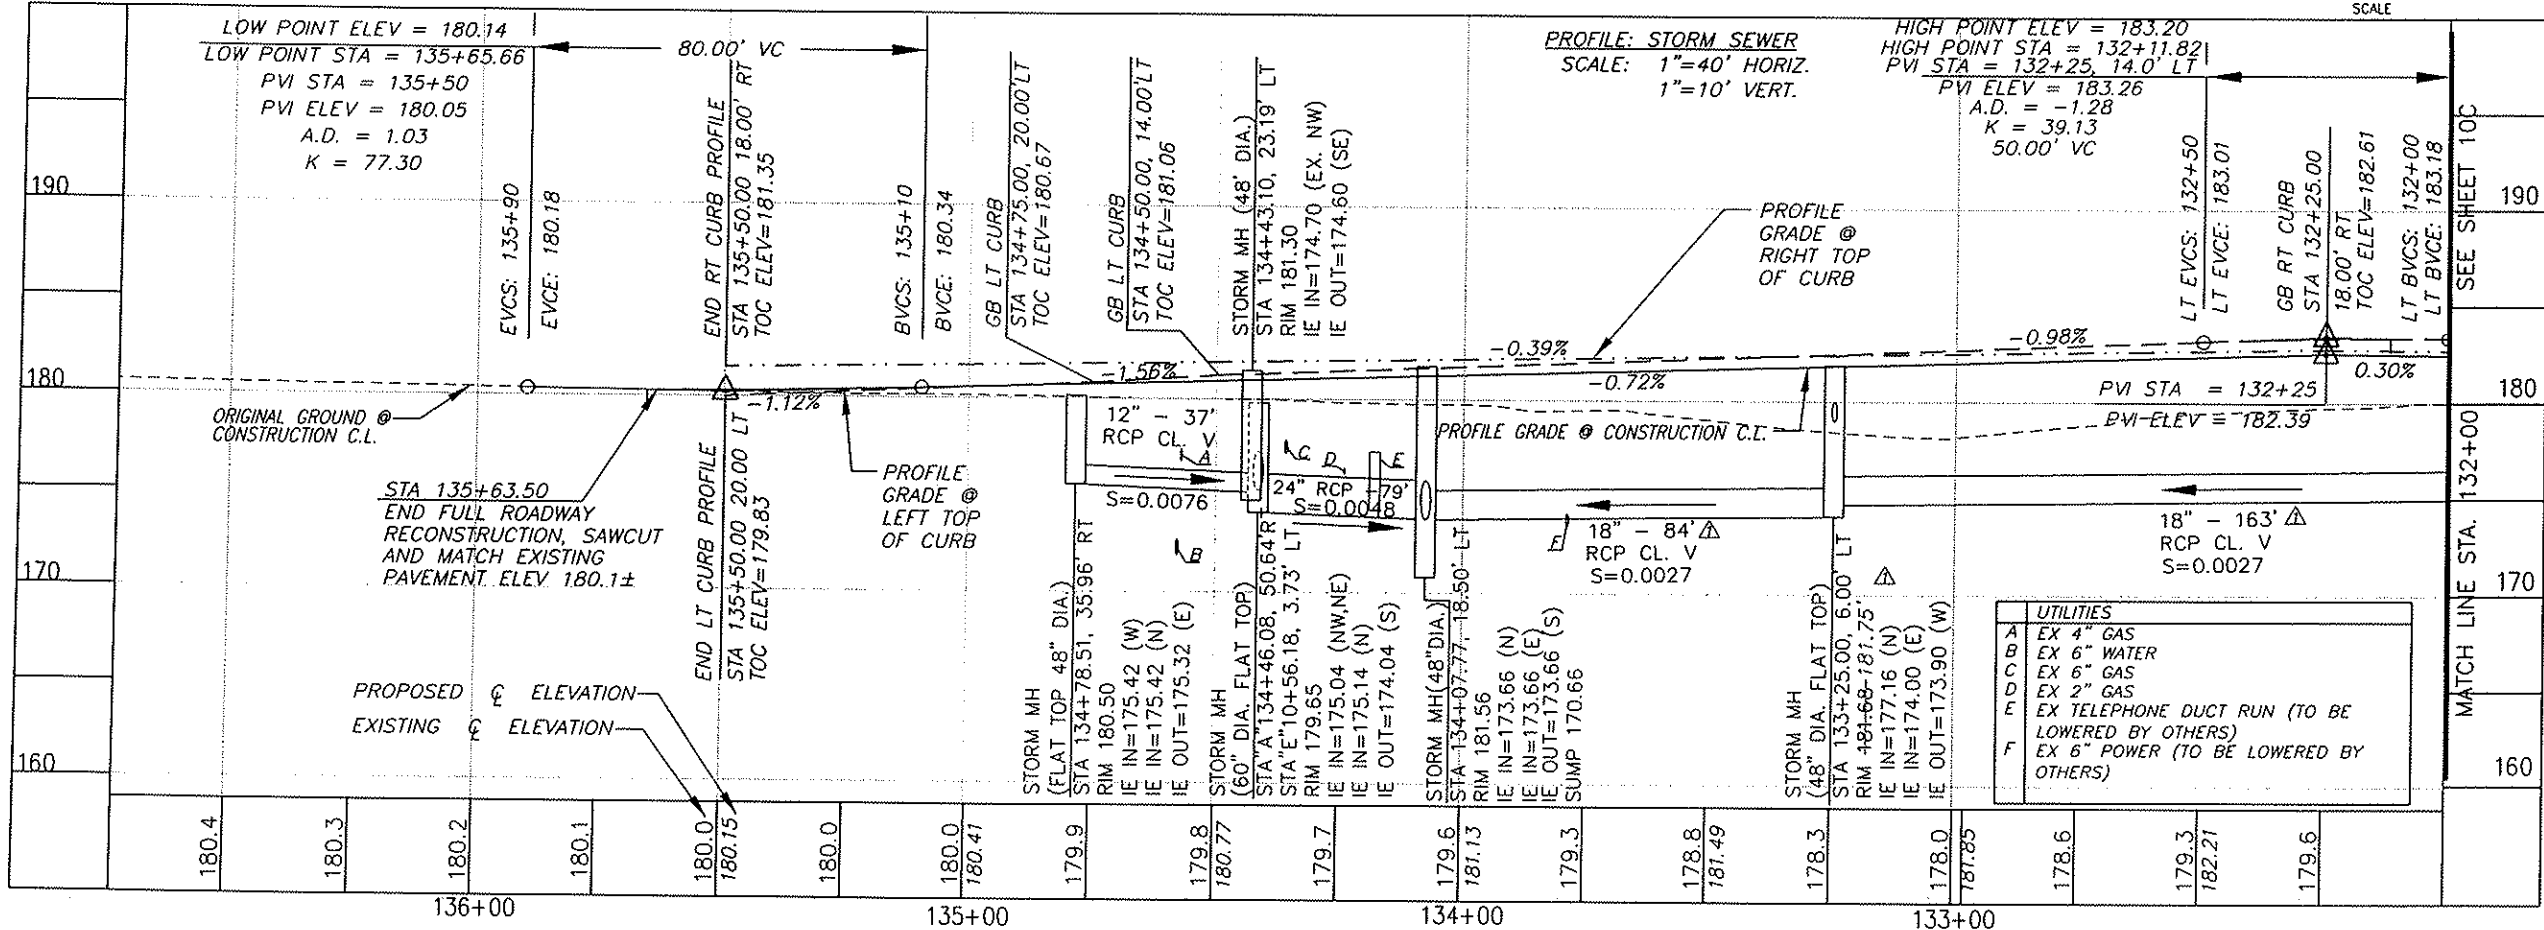 SCALE
LOW POINT ELEV = 180.14
LOW POINT STA = 135+65.66
PVI STA = 135+50
PVI ELEV = 180.05
A.D. = 1.03
K = 77.30
80.00' VC
EVCS: 135+90
EVCE: 180.18
END RT CURB PROFILE
STA 135+50.00 18.00' RT
TOC ELEV=181.35
BVCS: 135+10
BVCE: 180.34
GB LT CURB
STA 134+75.00, 20.00'LT
TOC ELEV=180.67
GB LT CURB
STA 134+50.00, 14.00'LT
TOC ELEV=181.06
STORM MH (48' DIA.)
STA 134+43.10, 23.19' LT
RIM 181.30
IE IN=174.70 (EX. NW)
IE OUT=174.60 (SE)
PROFILE: STORM SEWER
SCALE: 1"=40' HORIZ.
1"=10' VERT.
HIGH POINT ELEV = 183.20
HIGH POINT STA = 132+11.82
PVI STA = 132+25, 14.0' LT
PVI ELEV = 183.26
A.D. = -1.28
K = 39.13
50.00' VC
PROFILE
GRADE @
RIGHT TOP
OF CURB
LT EVCS: 132+50
LT EVCE: 183.01
GB RT CURB
STA 132+25.00
18.00' RT
TOC ELEV=182.61
LT BVCS: 132+00
LT BVCE: 183.18
SEE SHEET 10C
MATCH LINE STA. 132+00
190
180
170
160
190
180
170
160
-1.12%
-1.56%
-0.39%
-0.72%
-0.98%
0.30%
PVI STA = 132+25
PVI ELEV = 182.39
ORIGINAL GROUND @
CONSTRUCTION C.L.
STA 135+63.50
END FULL ROADWAY
RECONSTRUCTION, SAWCUT
AND MATCH EXISTING
PAVEMENT ELEV 180.1±
END LT CURB PROFILE
STA 135+50.00 20.00 LT
TOC ELEV=179.83
PROFILE
GRADE @
LEFT TOP
OF CURB
12" - 37'
RCP CL. V
S=0.0076
A
B
C
D
E
24" RCP -79'
S=0.0048
PROFILE GRADE @ CONSTRUCTION C.L.
F
18" - 84' 1
RCP CL. V
S=0.0027
18" - 163' 1
RCP CL. V
S=0.0027
PROPOSED ℄ ELEVATION
EXISTING ℄ ELEVATION
STORM MH
(FLAT TOP 48" DIA.)
STA 134+78.51, 35.96' RT
RIM 180.50
IE IN=175.42 (W)
IE IN=175.42 (N)
IE OUT=175.32 (E)
STORM MH
(60" DIA. FLAT TOP)
STA"A"134+46.08, 50.64'R
STA"E"10+56.18, 3.73' LT
RIM 179.65
IE IN=175.04 (NW,NE)
IE IN=175.14 (N)
IE OUT=174.04 (S)
STORM MH(48"DIA.)
STA 134+07.77, 18.50' LT
RIM 181.56
IE IN=173.66 (N)
IE IN=173.66 (E)
IE OUT=173.66 (S)
SUMP 170.66
STORM MH
(48" DIA. FLAT TOP)
STA 133+25.00, 6.00' LT
RIM 181.68 181.75' 1
IE IN=177.16 (N)
IE IN=174.00 (E)
IE OUT=173.90 (W)
UTILITIES
A EX 4" GAS
B EX 6" WATER
C EX 6" GAS
D EX 2" GAS
E EX TELEPHONE DUCT RUN (TO BE
LOWERED BY OTHERS)
F EX 6" POWER (TO BE LOWERED BY
OTHERS)
180.4
180.3
180.2
180.1
180.0
180.15
180.0
180.0
180.41
179.9
179.8
180.77
179.7
179.6
181.13
179.3
178.8
181.49
178.3
178.0
181.85
178.6
179.3
182.21
179.6
136+00
135+00
134+00
133+00